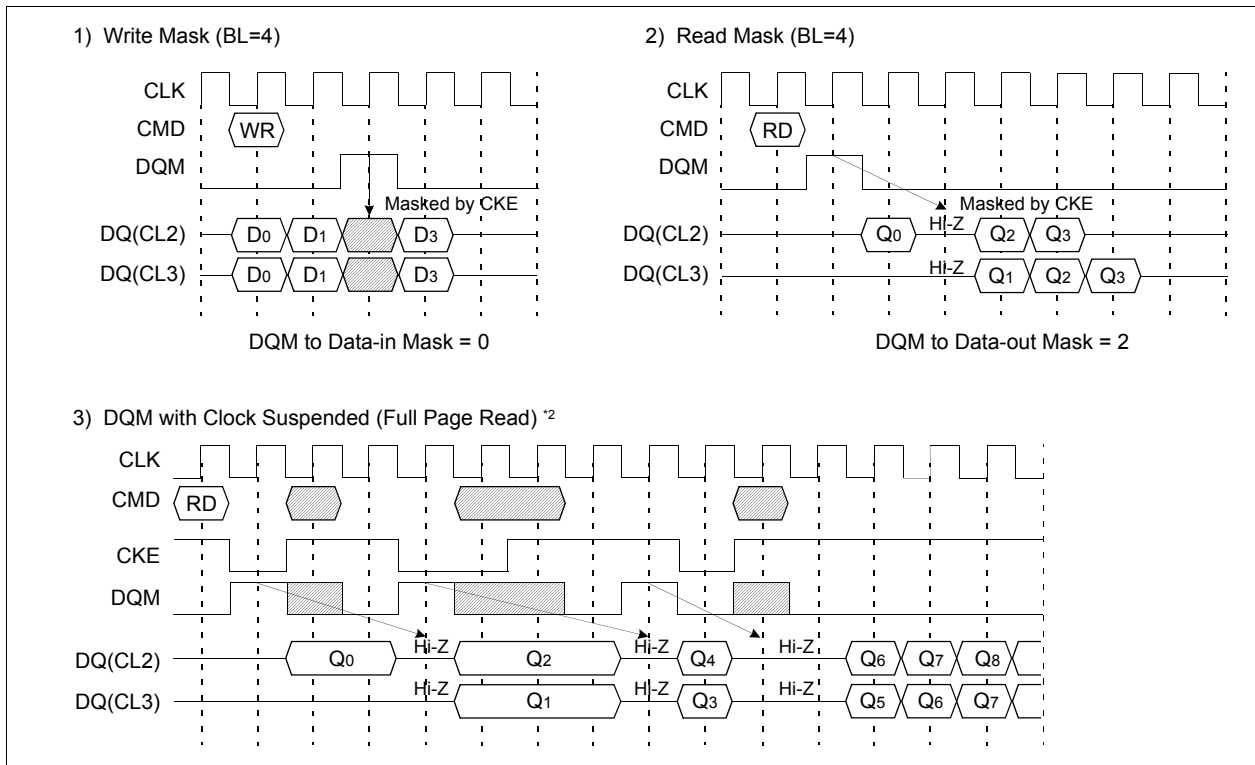 1) Write Mask (BL=4)
CLK
CMD
WR
DQM
Masked by CKE
DQ(CL2)
D0 D1 D3
DQ(CL3)
D0 D1 D3
DQM to Data-in Mask = 0
2) Read Mask (BL=4)
CLK
CMD
RD
DQM
Masked by CKE
DQ(CL2)
Q0 Hi-Z Q2 Q3
DQ(CL3)
Hi-Z Q1 Q2 Q3
DQM to Data-out Mask = 2
3) DQM with Clock Suspended (Full Page Read) *2
CLK
CMD
RD
CKE
DQM
DQ(CL2)
Q0 Hi-Z Q2 Hi-Z Q4 Hi-Z Q6 Q7 Q8
DQ(CL3)
Hi-Z Q1 Hi-Z Q3 Hi-Z Q5 Q6 Q7